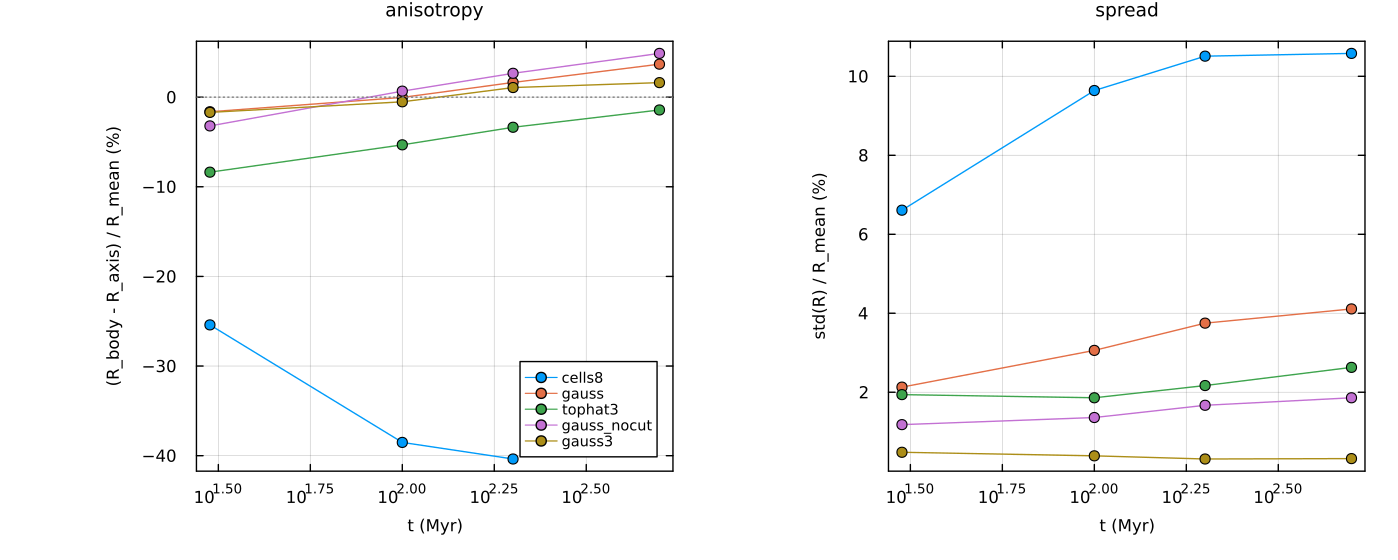 anisotropy
(R_body - R_axis) / R_mean (%)
0
−10
−20
−30
−40
cells8
gauss
tophat3
gauss_nocut
gauss3
10^1.50
10^1.75
10^2.00
10^2.25
10^2.50
t (Myr)
spread
std(R) / R_mean (%)
10
8
6
4
2
10^1.50
10^1.75
10^2.00
10^2.25
10^2.50
t (Myr)